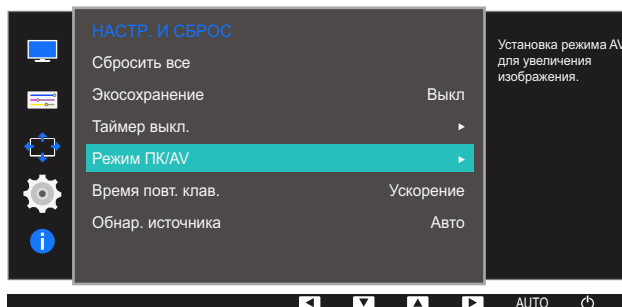 НАСТР. И СБРОС
Сбросить все
Экосохранение Выкл
Таймер выкл.
Режим ПК/AV
Время повт. клав. Ускорение
Обнар. источника Авто
Установка режима AV
для увеличения
изображения.
AUTO